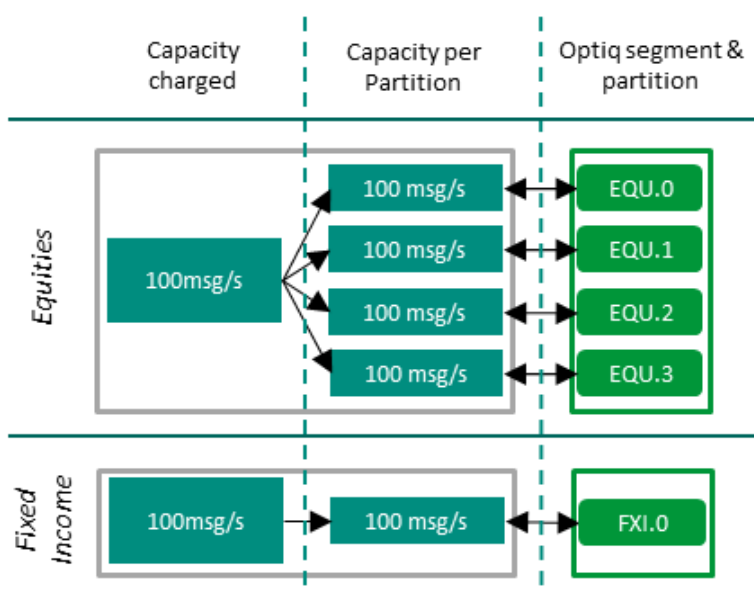 Capacity
charged
Capacity per
Partition
Optiq segment &
partition
Equities
100msg/s
100 msg/s
EQU.0
100 msg/s
EQU.1
100 msg/s
EQU.2
100 msg/s
EQU.3
Fixed
Income
100msg/s
100 msg/s
FXI.0